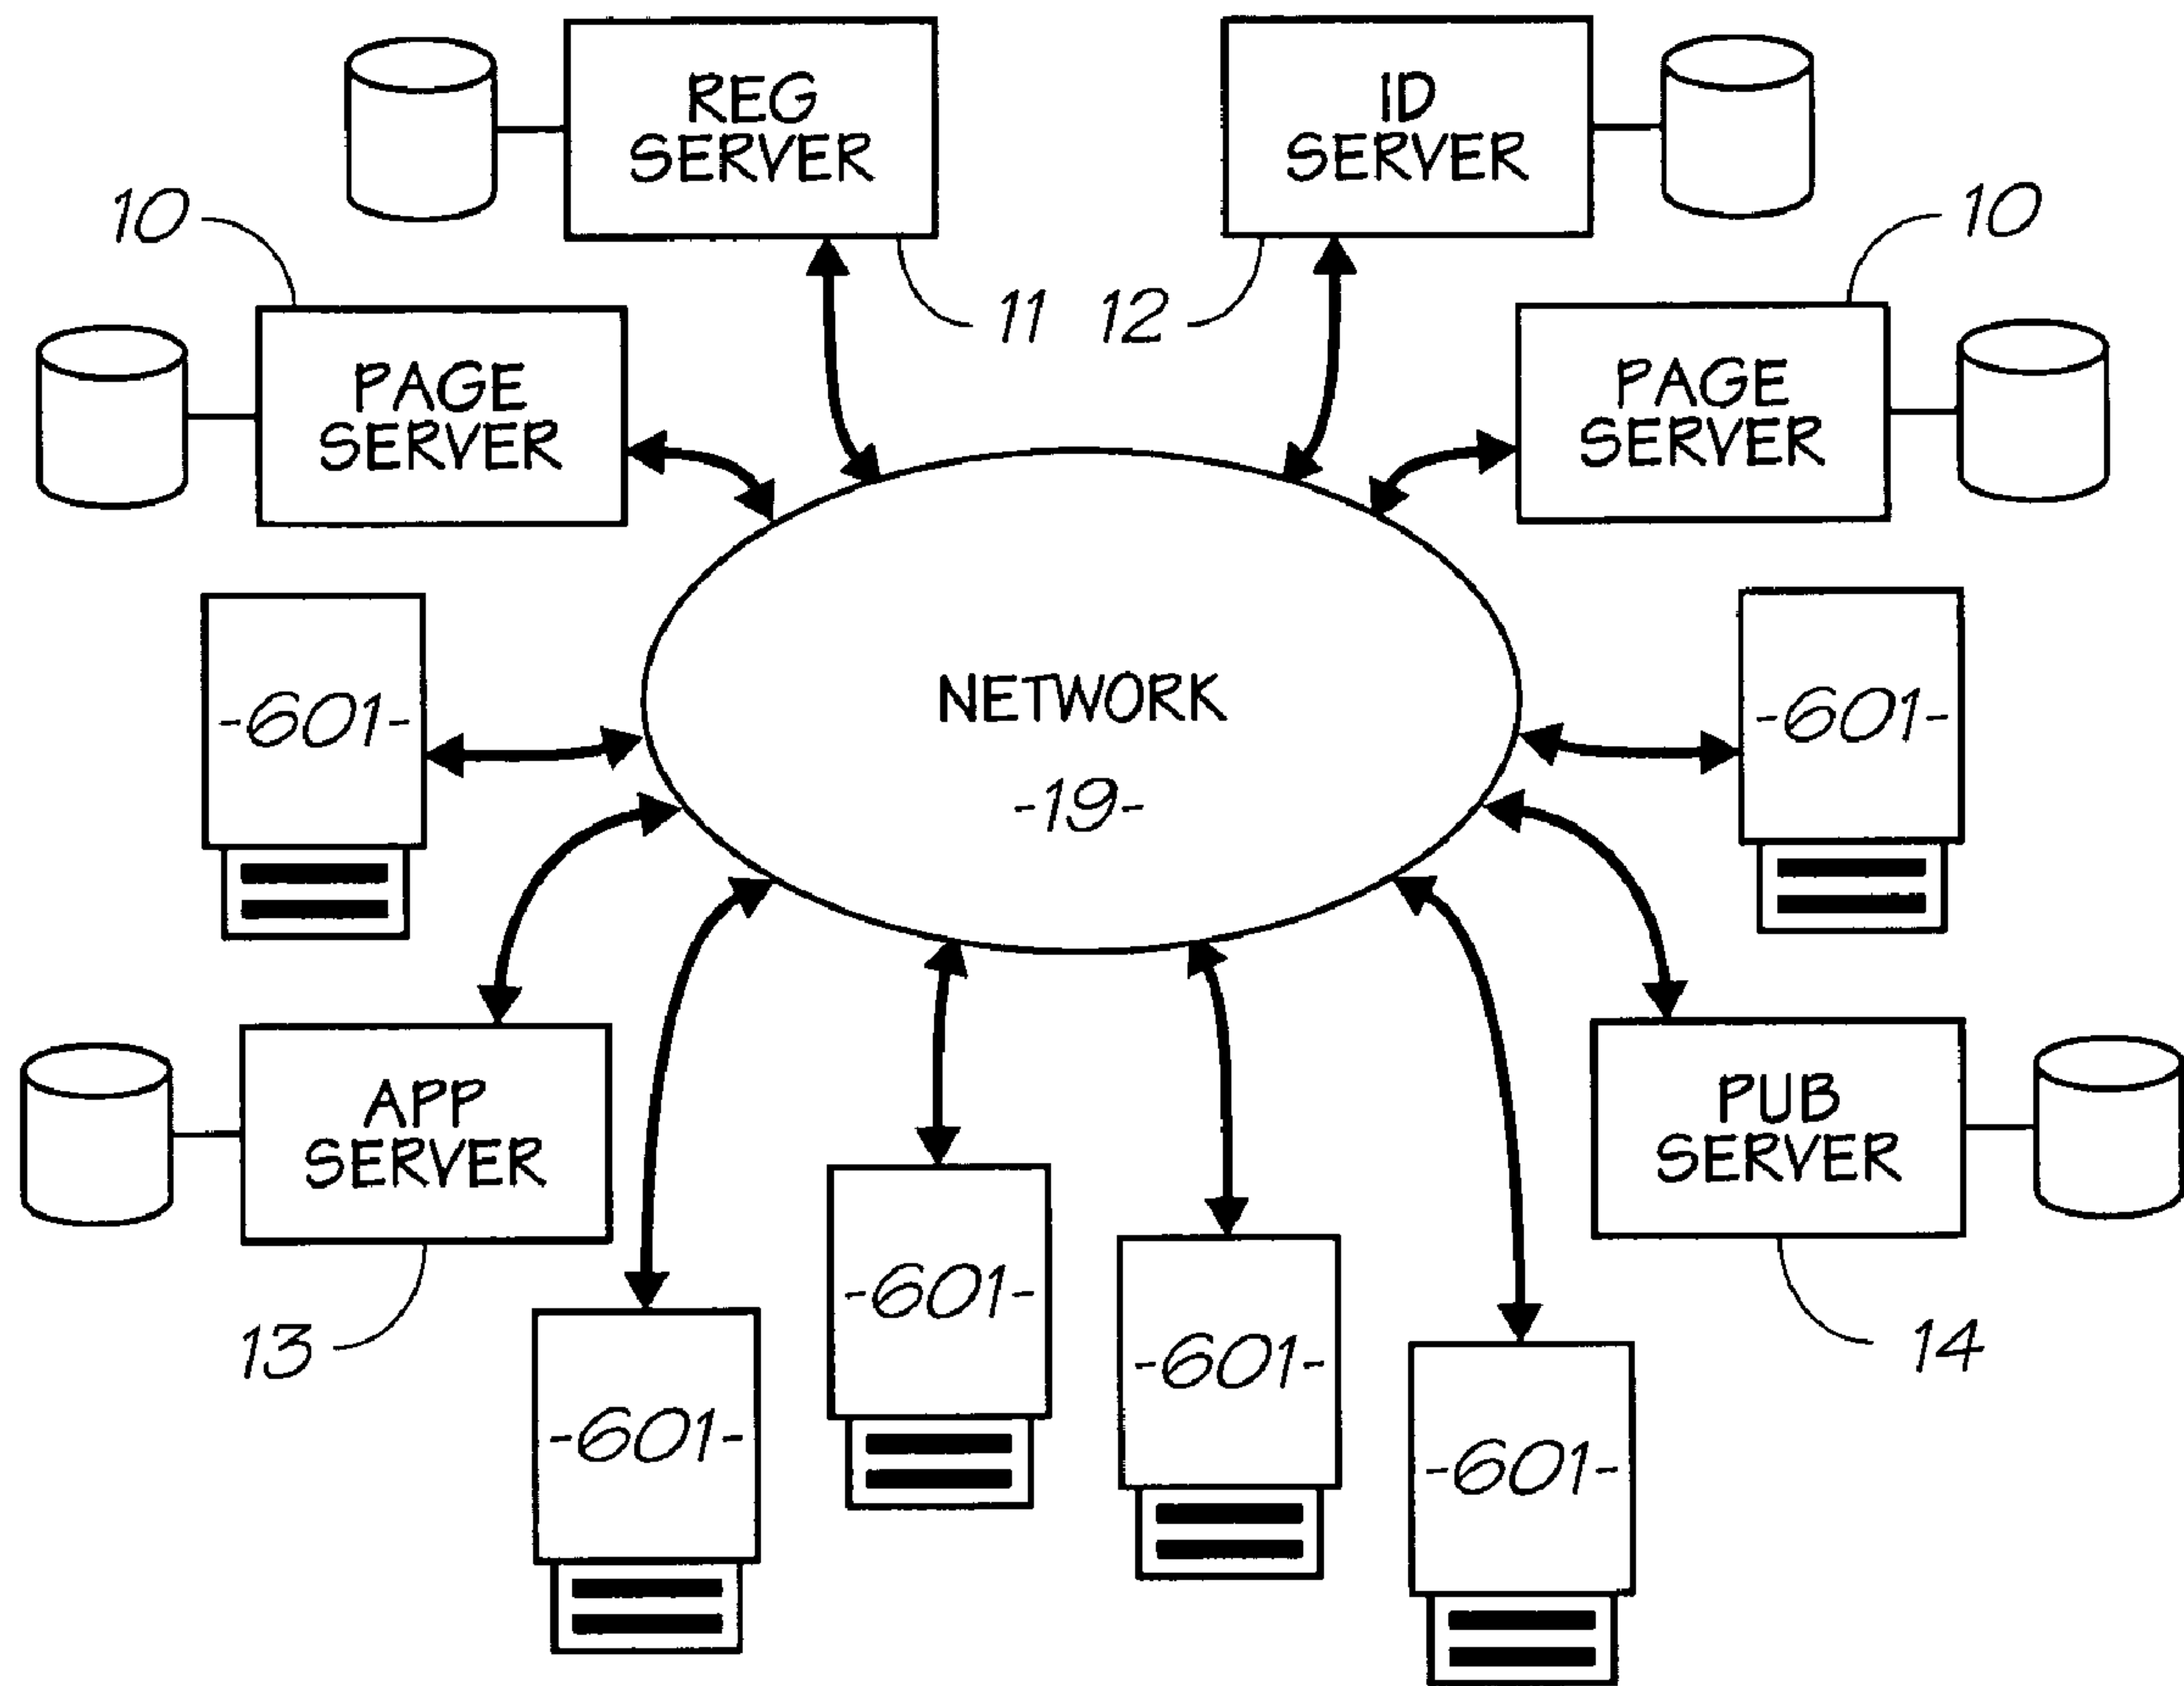 REG
SERVER
ID
SERVER
10
10
11
12
PAGE
SERVER
PAGE
SERVER
-601-
NETWORK
-19-
-601-
APP
SERVER
PUB
SERVER
13
-601-
-601-
-601-
-601-
14